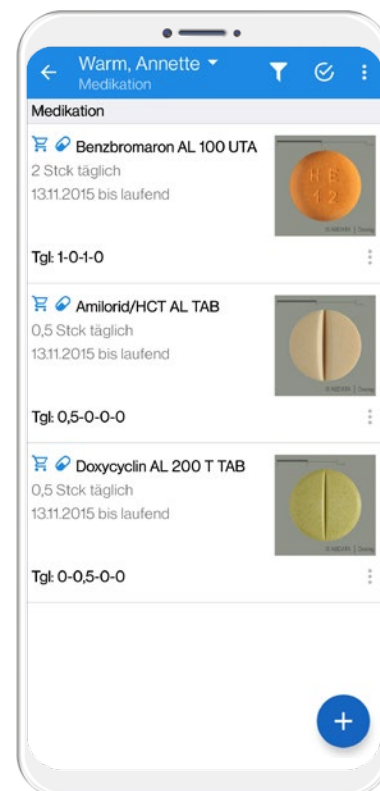 Warm, Annette
Medikation
Medikation
Benzbromaron AL 100 UTA
2 Stck täglich
13.11.2015 bis laufend
HB
12
Tgl: 1-0-1-0
Amilorid/HCT AL TAB
0,5 Stck täglich
13.11.2015 bis laufend
Tgl: 0,5-0-0-0
Doxycyclin AL 200 T TAB
0,5 Stck täglich
13.11.2015 bis laufend
Tgl: 0-0,5-0-0